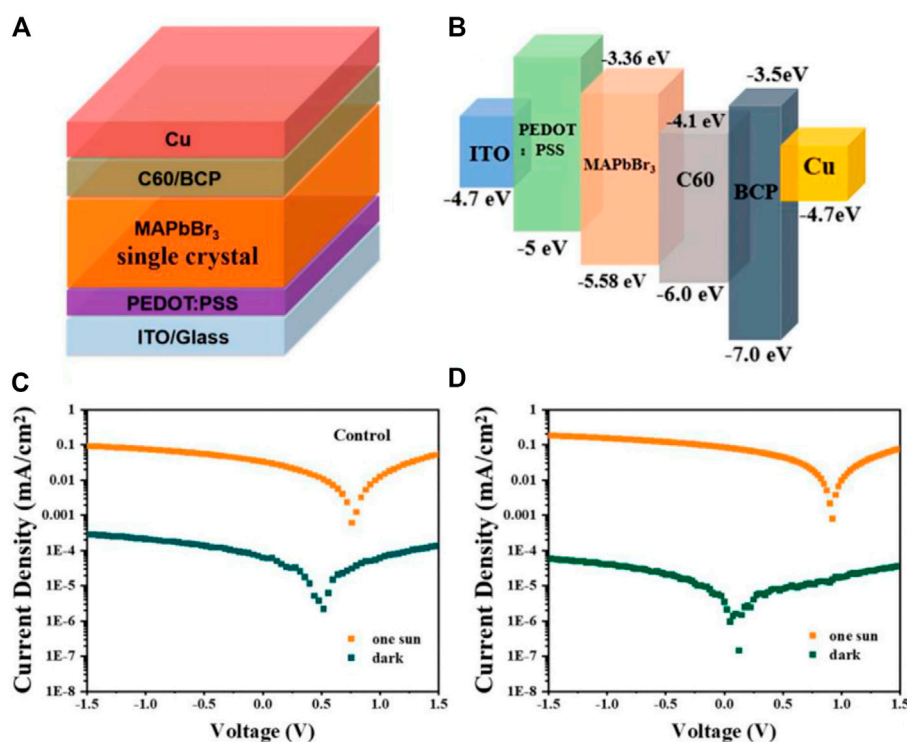 A
Cu
C60/BCP
MAPbBr₃
single crystal
PEDOT:PSS
ITO/Glass
B
-3.36 eV
-3.5eV
-4.1 eV
ITO
PEDOT
:
PSS
MAPbBr₃
C60
BCP
Cu
-4.7 eV
-4.7eV
-5 eV
-5.58 eV
-6.0 eV
-7.0 eV
C
Current Density (mA/cm²)
1
0.1
0.01
0.001
1E-4
1E-5
1E-6
1E-7
1E-8
Control
one sun
dark
-1.5 -1.0 -0.5 0.0 0.5 1.0 1.5
Voltage (V)
D
Current Density (mA/cm²)
1
0.1
0.01
0.001
1E-4
1E-5
1E-6
1E-7
1E-8
one sun
dark
-1.5 -1.0 -0.5 0.0 0.5 1.0 1.5
Voltage (V)